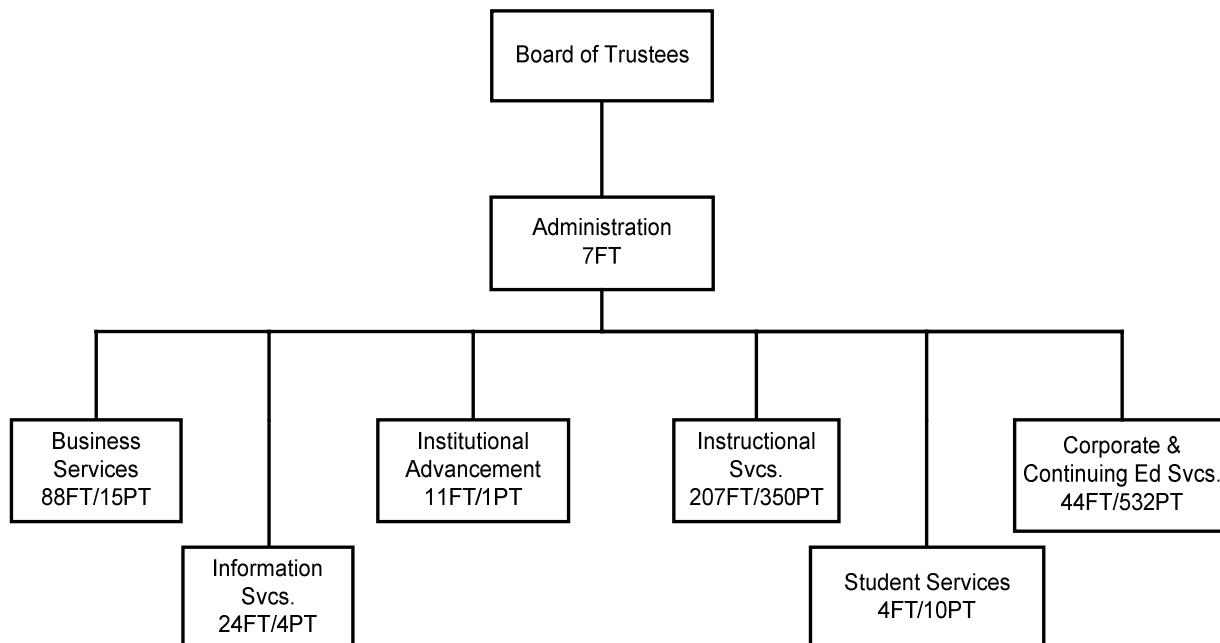 Board of Trustees
Administration
7FT
Business
Services
88FT/15PT
Institutional
Advancement
11FT/1PT
Instructional
Svcs.
207FT/350PT
Corporate &
Continuing Ed Svcs.
44FT/532PT
Information
Svcs.
24FT/4PT
Student Services
4FT/10PT